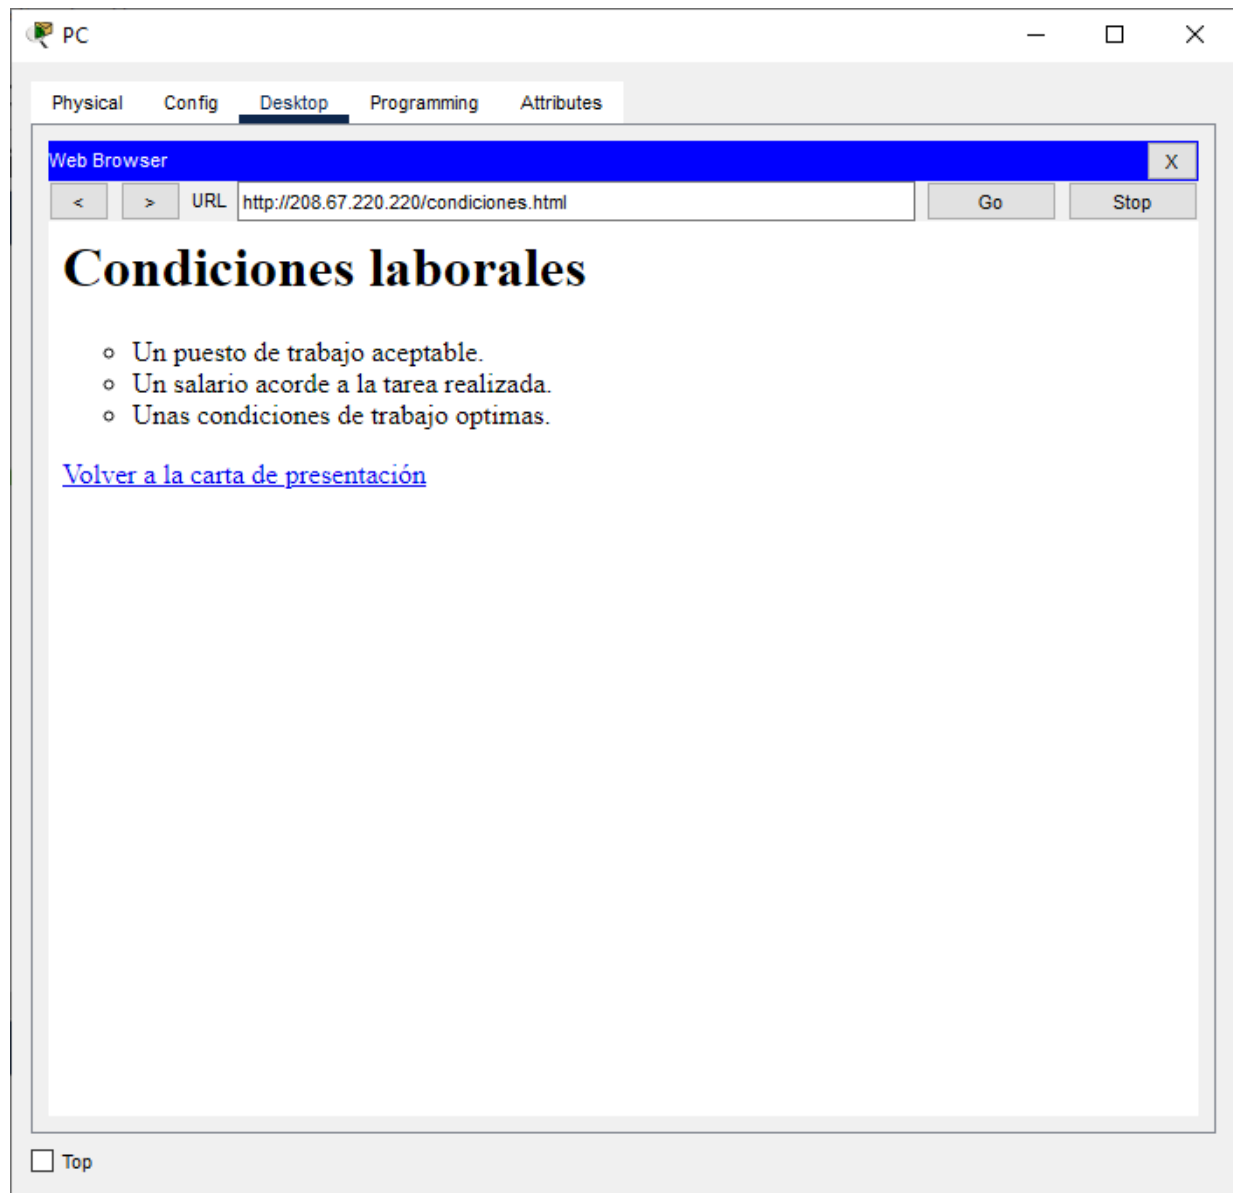 PC
Physical Config Desktop Programming Attributes
Web Browser X
< > URL http://208.67.220.220/condiciones.html Go Stop
Condiciones laborales
Un puesto de trabajo aceptable.
Un salario acorde a la tarea realizada.
Unas condiciones de trabajo optimas.
Volver a la carta de presentación
Top